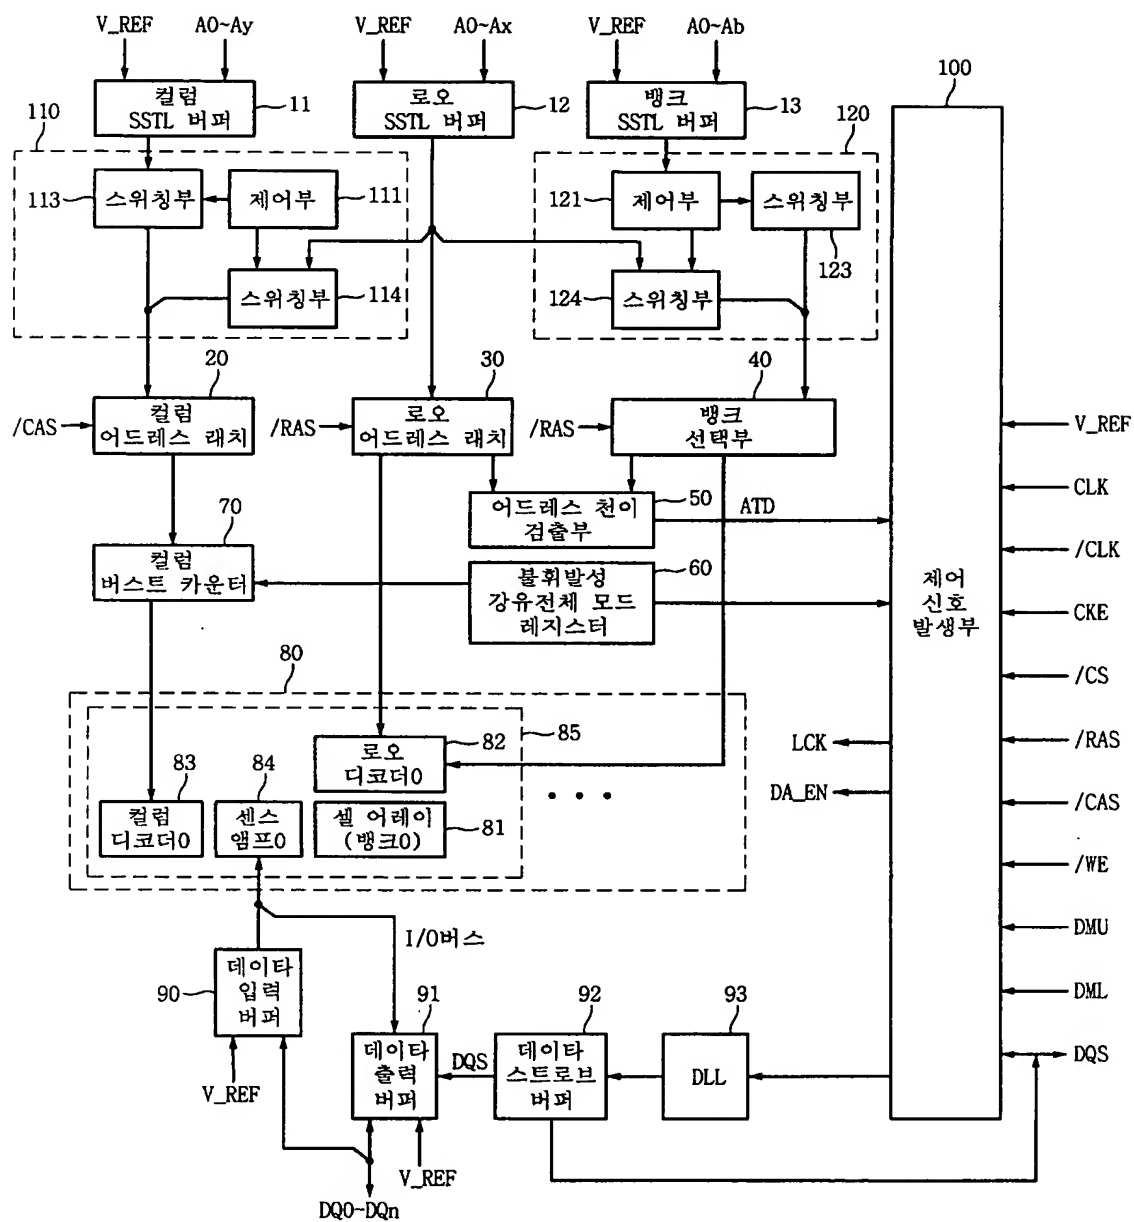 V_REF A0~Ay V_REF A0~Ax V_REF A0~Ab
컬럼
SSTL 버퍼
11
로오
SSTL 버퍼
12
뱅크
SSTL 버퍼
13
100
110
120
113
스위칭부
제어부
111
121
제어부
스위칭부
123
스위칭부
114
124
스위칭부
20
30
40
/CAS
컬럼
어드레스 래치
/RAS
로오
어드레스 래치
/RAS
뱅크
선택부
V_REF
CLK
/CLK
CKE
/CS
/RAS
/CAS
/WE
DMU
DML
DQS
어드레스 천이
검출부
50
ATD
70
컬럼
버스트 카운터
불휘발성
강유전체 모드
레지스터
60
제어
신호
발생부
80
85
로오
디코더0
82
LCK
DA_EN
83
컬럼
디코더0
84
센스
앰프0
셀 어레이
(뱅크0)
81
I/O버스
90
데이타
입력
버퍼
V_REF
91
데이타
출력
버퍼
DQS
92
데이타
스트로브
버퍼
93
DLL
V_REF
DQ0~DQn